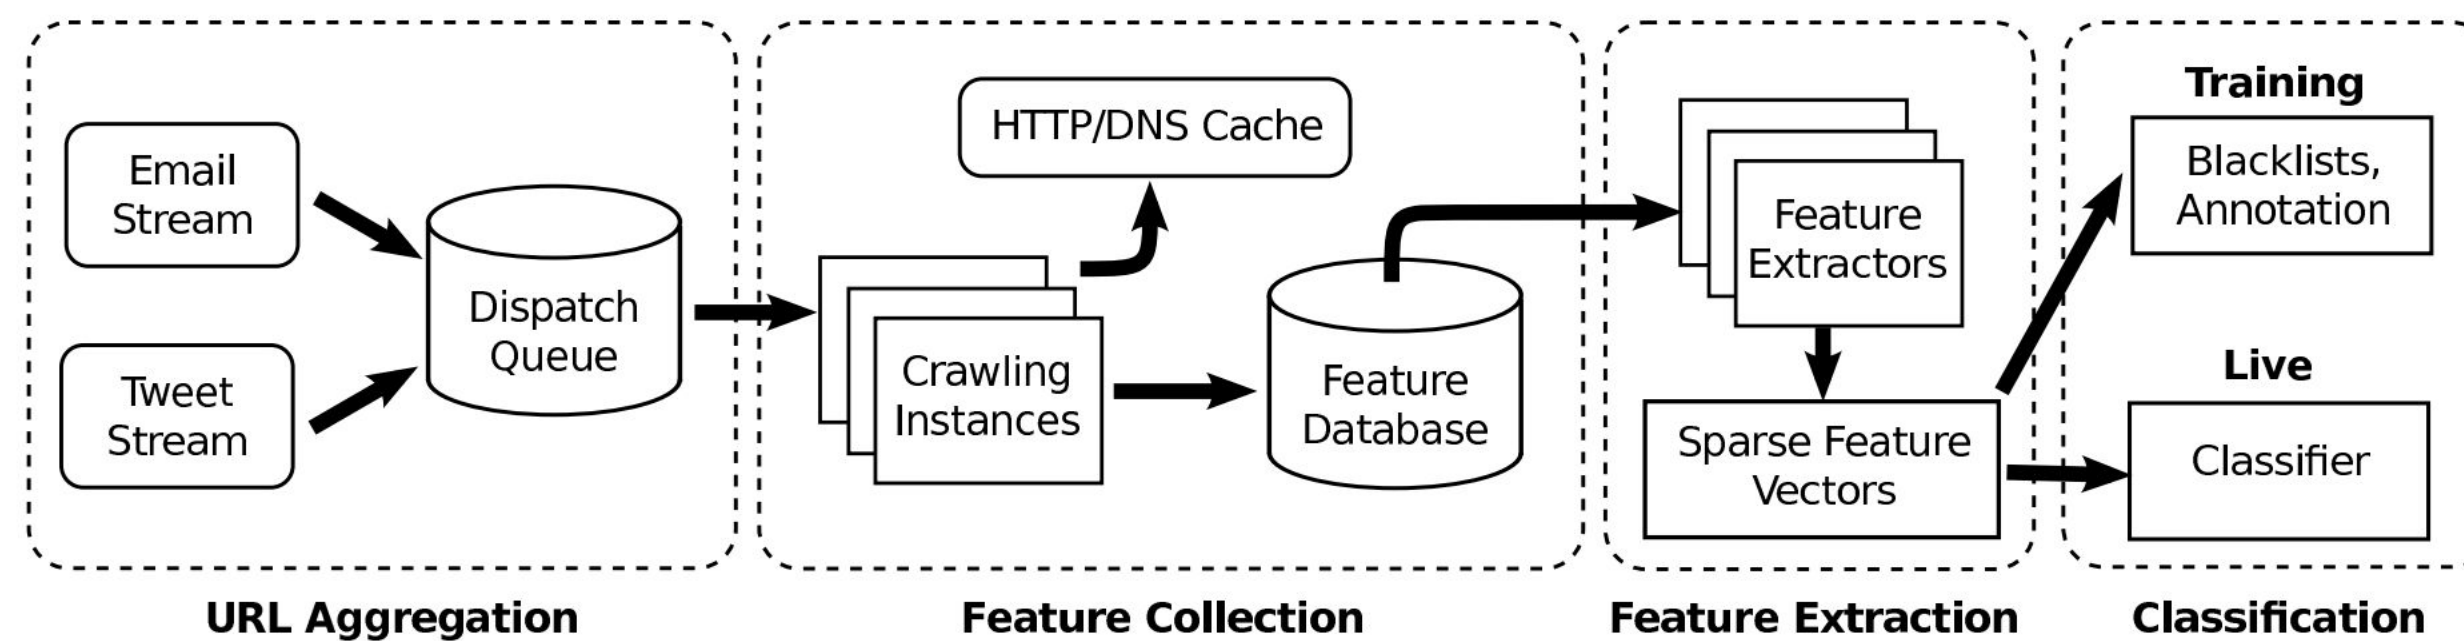 Email
Stream
Tweet
Stream
Dispatch
Queue
URL Aggregation
HTTP/DNS Cache
Crawling
Instances
Feature
Database
Feature Collection
Feature
Extractors
Sparse Feature
Vectors
Feature Extraction
Training
Blacklists,
Annotation
Live
Classifier
Classification